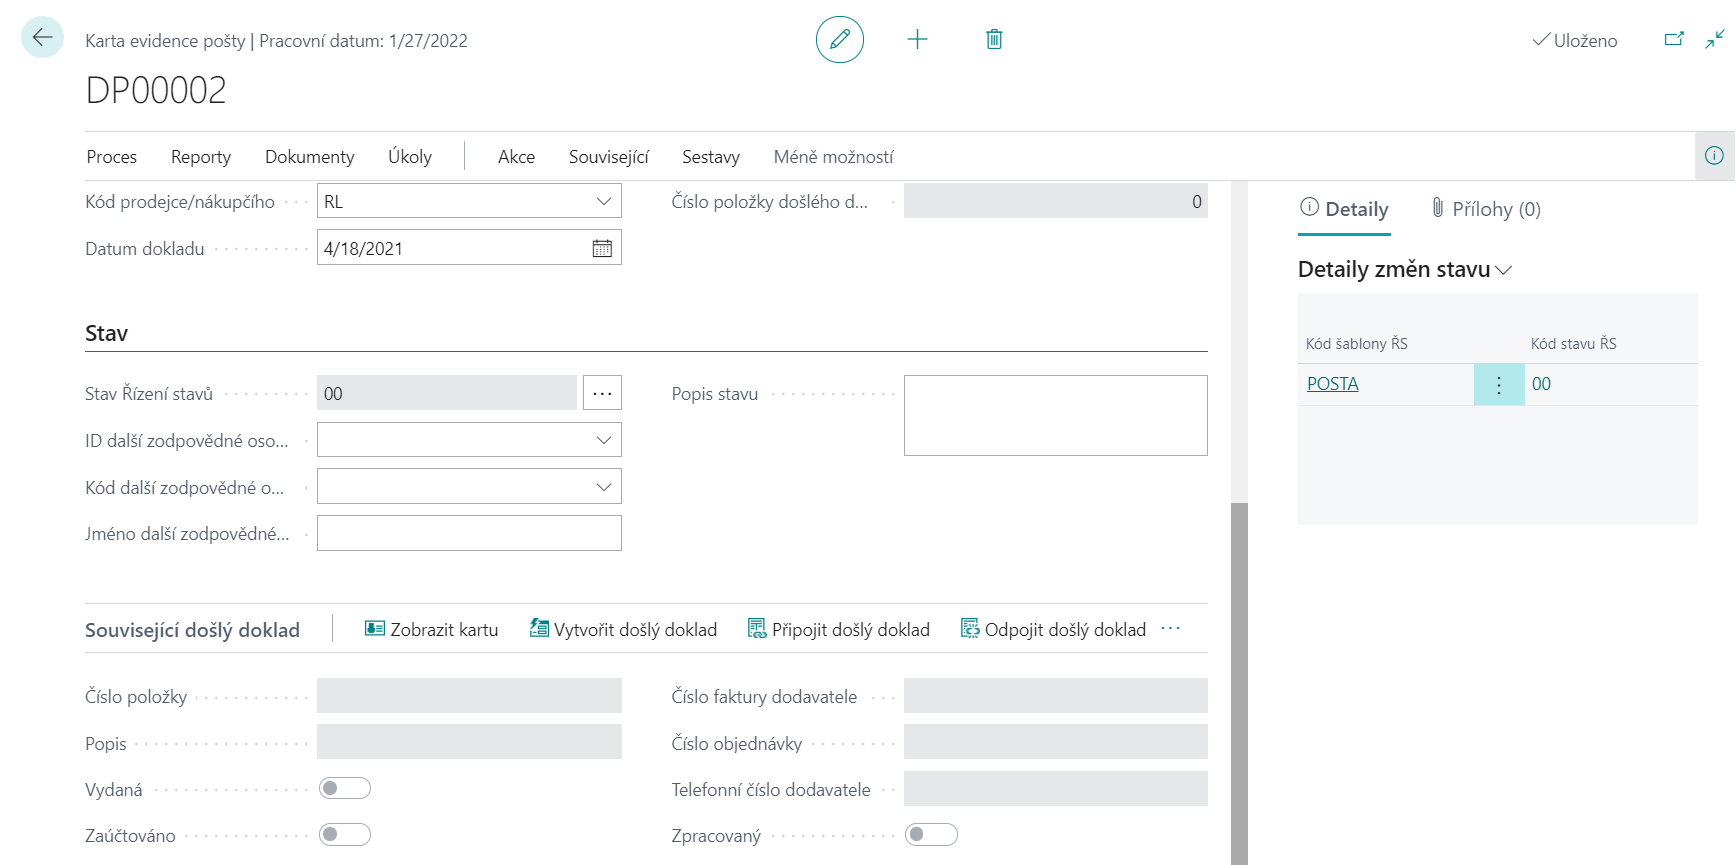 Karta evidence pošty | Pracovní datum: 1/27/2022
Uloženo
DP00002
Proces Reporty Dokumenty Úkoly Akce Související Sestavy Méně možností
Kód prodejce/nákupčího RL
Číslo položky došlého d... 0
Datum dokladu 4/18/2021
Stav
Stav Řízení stavů 00 ...
Popis stavu
ID další zodpovědné oso...
Kód další zodpovědné o...
Jméno další zodpovědné...
Související došlý doklad Zobrazit kartu Vytvořit došlý doklad Připojit došlý doklad Odpojit došlý doklad ...
Číslo položky
Číslo faktury dodavatele
Popis
Číslo objednávky
Vydaná
Telefonní číslo dodavatele
Zaúčtováno
Zpracovaný
Detaily Přílohy (0)
Detaily změn stavu
Kód šablony ŘS Kód stavu ŘS
POSTA 00